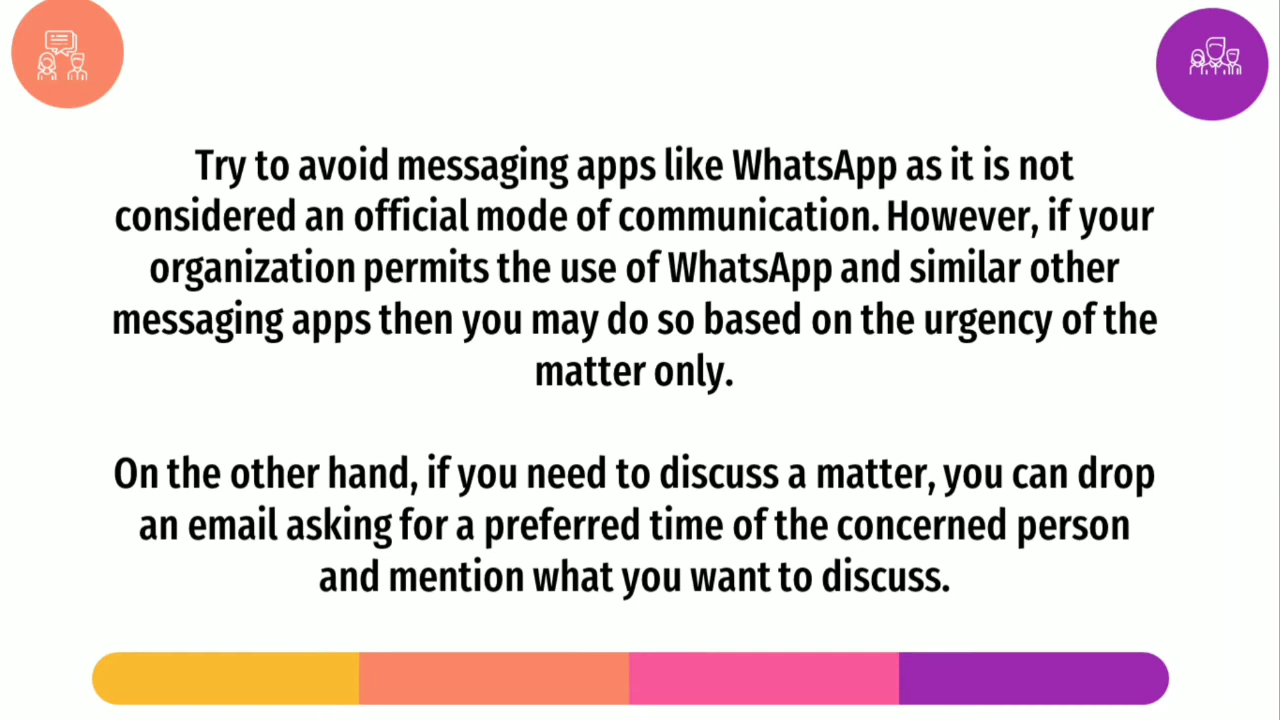 Try to avoid messaging apps like WhatsApp as it is not
considered an official mode of communication. However, if your
organization permits the use of WhatsApp and similar other
messaging apps then you may do so based on the urgency of the
matter only.
On the other hand, if you need to discuss a matter, you can drop
an email asking for a preferred time of the concerned person
and mention what you want to discuss.